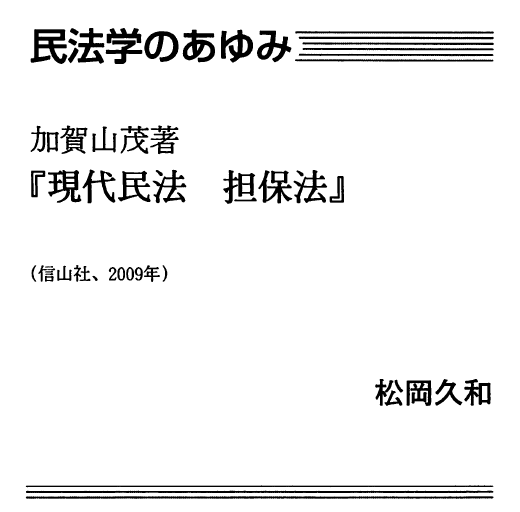 民法学のあゆみ
加賀山茂著
『現代民法　担保法』
（信山社、2009年）
松岡久和